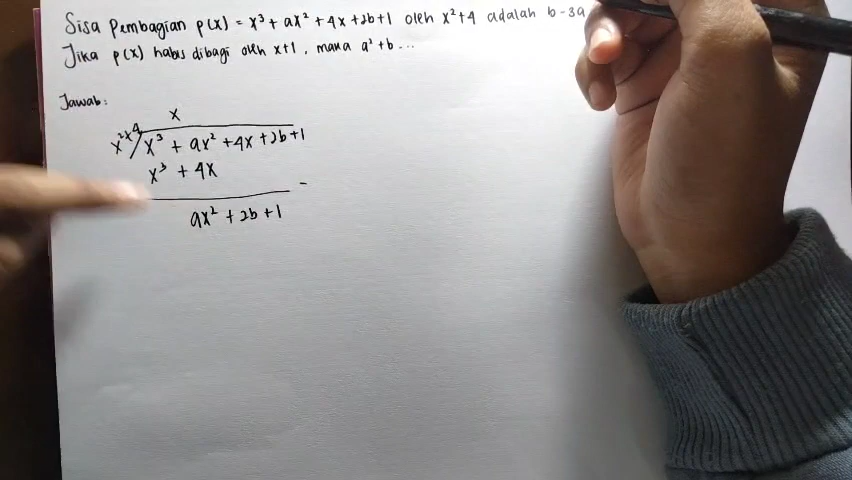 Sisa Pembagian p(x) = x³ + ax² + 4x + 2b + 1 oleh x² + 4 adalah b - 3a
Jika p(x) habis dibagi oleh x+1, maka a² + b...
Jawab:
x
x²+4 / x³ + ax² + 4x + 2b + 1
x³ + 4x
-
ax² + 2b + 1